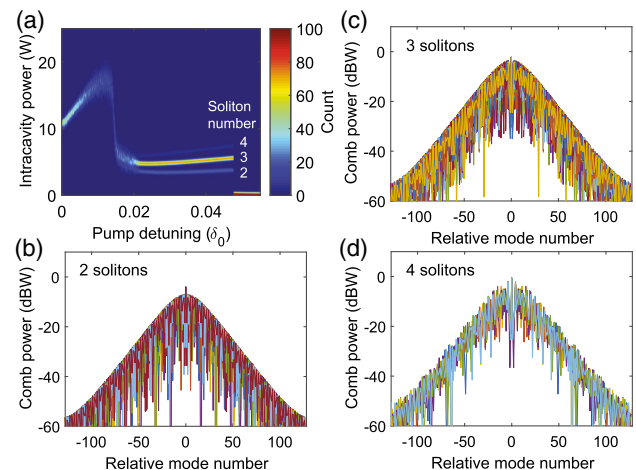 (a)
Intracavity power (W)
20
10
0
0
0.02
0.04
Pump detuning (δ0)
Soliton
number
4
3
2
100
80
60
40
20
0
Count
(c)
3 solitons
Comb power (dBW)
0
-20
-40
-60
-100
-50
0
50
100
Relative mode number
(b)
2 solitons
Comb power (dBW)
0
-20
-40
-60
-100
-50
0
50
100
Relative mode number
(d)
4 solitons
Comb power (dBW)
0
-20
-40
-60
-100
-50
0
50
100
Relative mode number